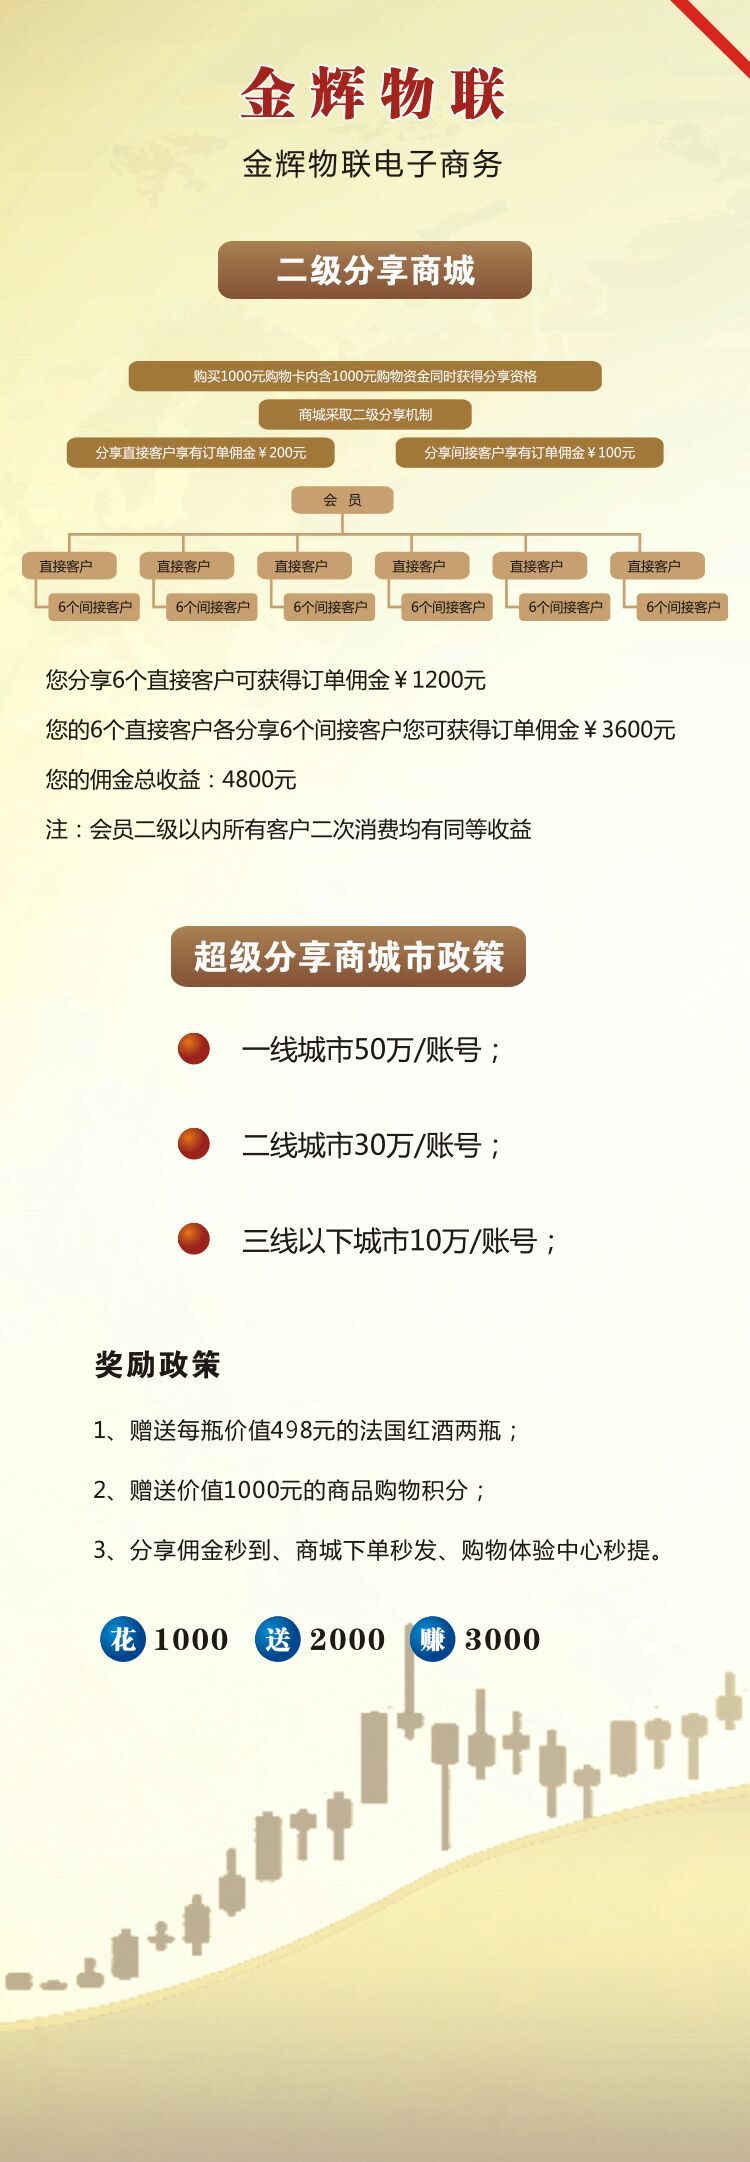 金辉物联
金辉物联电子商务
二级分享商城
购买1000元购物卡内含1000元购物资金同时获得分享资格
商城采取二级分享机制
分享直接客户享有订单佣金￥200元 分享间接客户享有订单佣金￥100元
会 员
直接客户 直接客户 直接客户 直接客户 直接客户 直接客户
6个间接客户 6个间接客户 6个间接客户 6个间接客户 6个间接客户 6个间接客户
您分享6个直接客户可获得订单佣金￥1200元
您的6个直接客户各分享6个间接客户您可获得订单佣金￥3600元
您的佣金总收益：4800元
注：会员二级以内所有客户二次消费均有同等收益
超级分享商城市政策
一线城市50万/账号；
二线城市30万/账号；
三线以下城市10万/账号；
奖励政策
1、赠送每瓶价值498元的法国红酒两瓶；
2、赠送价值1000元的商品购物积分；
3、分享佣金秒到、商城下单秒发、购物体验中心秒提。
花 1000 送 2000 赚 3000